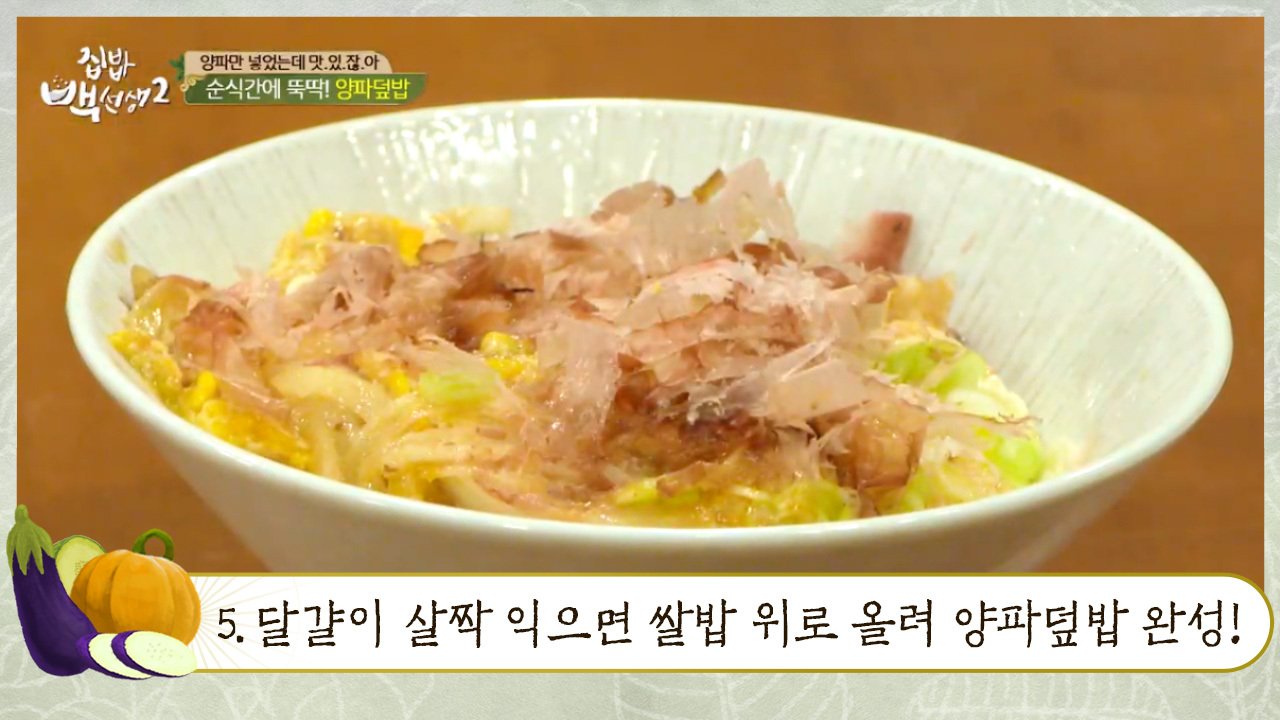 집밥
백선생2
양파만 넣었는데 맛.있.잖.아
순식간에 뚝딱! 양파덮밥
5. 달걀이 살짝 익으면 쌀밥 위로 올려 양파덮밥 완성!